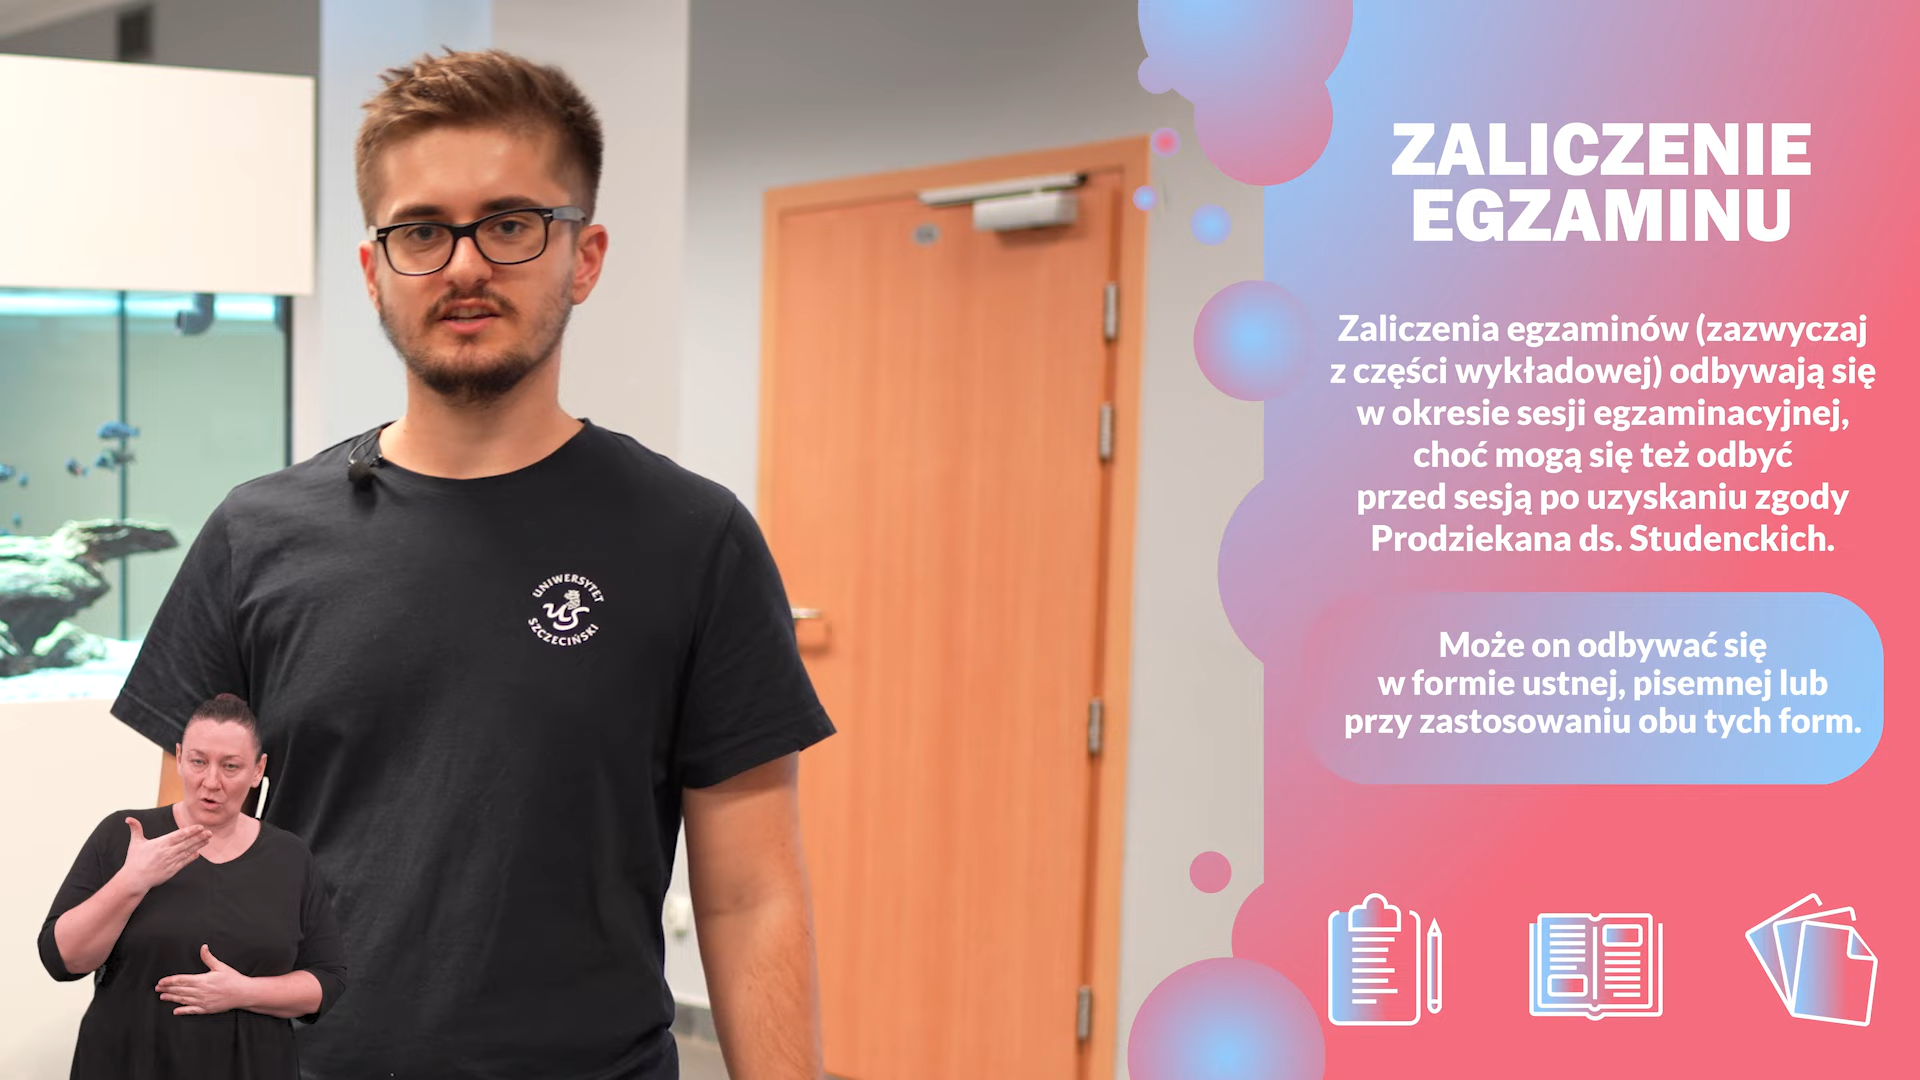 ZALICZENIE
EGZAMINU
Zaliczenia egzaminów (zazwyczaj
z części wykładowej) odbywają się
w okresie sesji egzaminacyjnej,
choć mogą się też odbyć
przed sesją po uzyskaniu zgody
Prodziekana ds. Studenckich.
Może on odbywać się
w formie ustnej, pisemnej lub
przy zastosowaniu obu tych form.
UNIWERSYTET
US
SZCZECIŃSKI